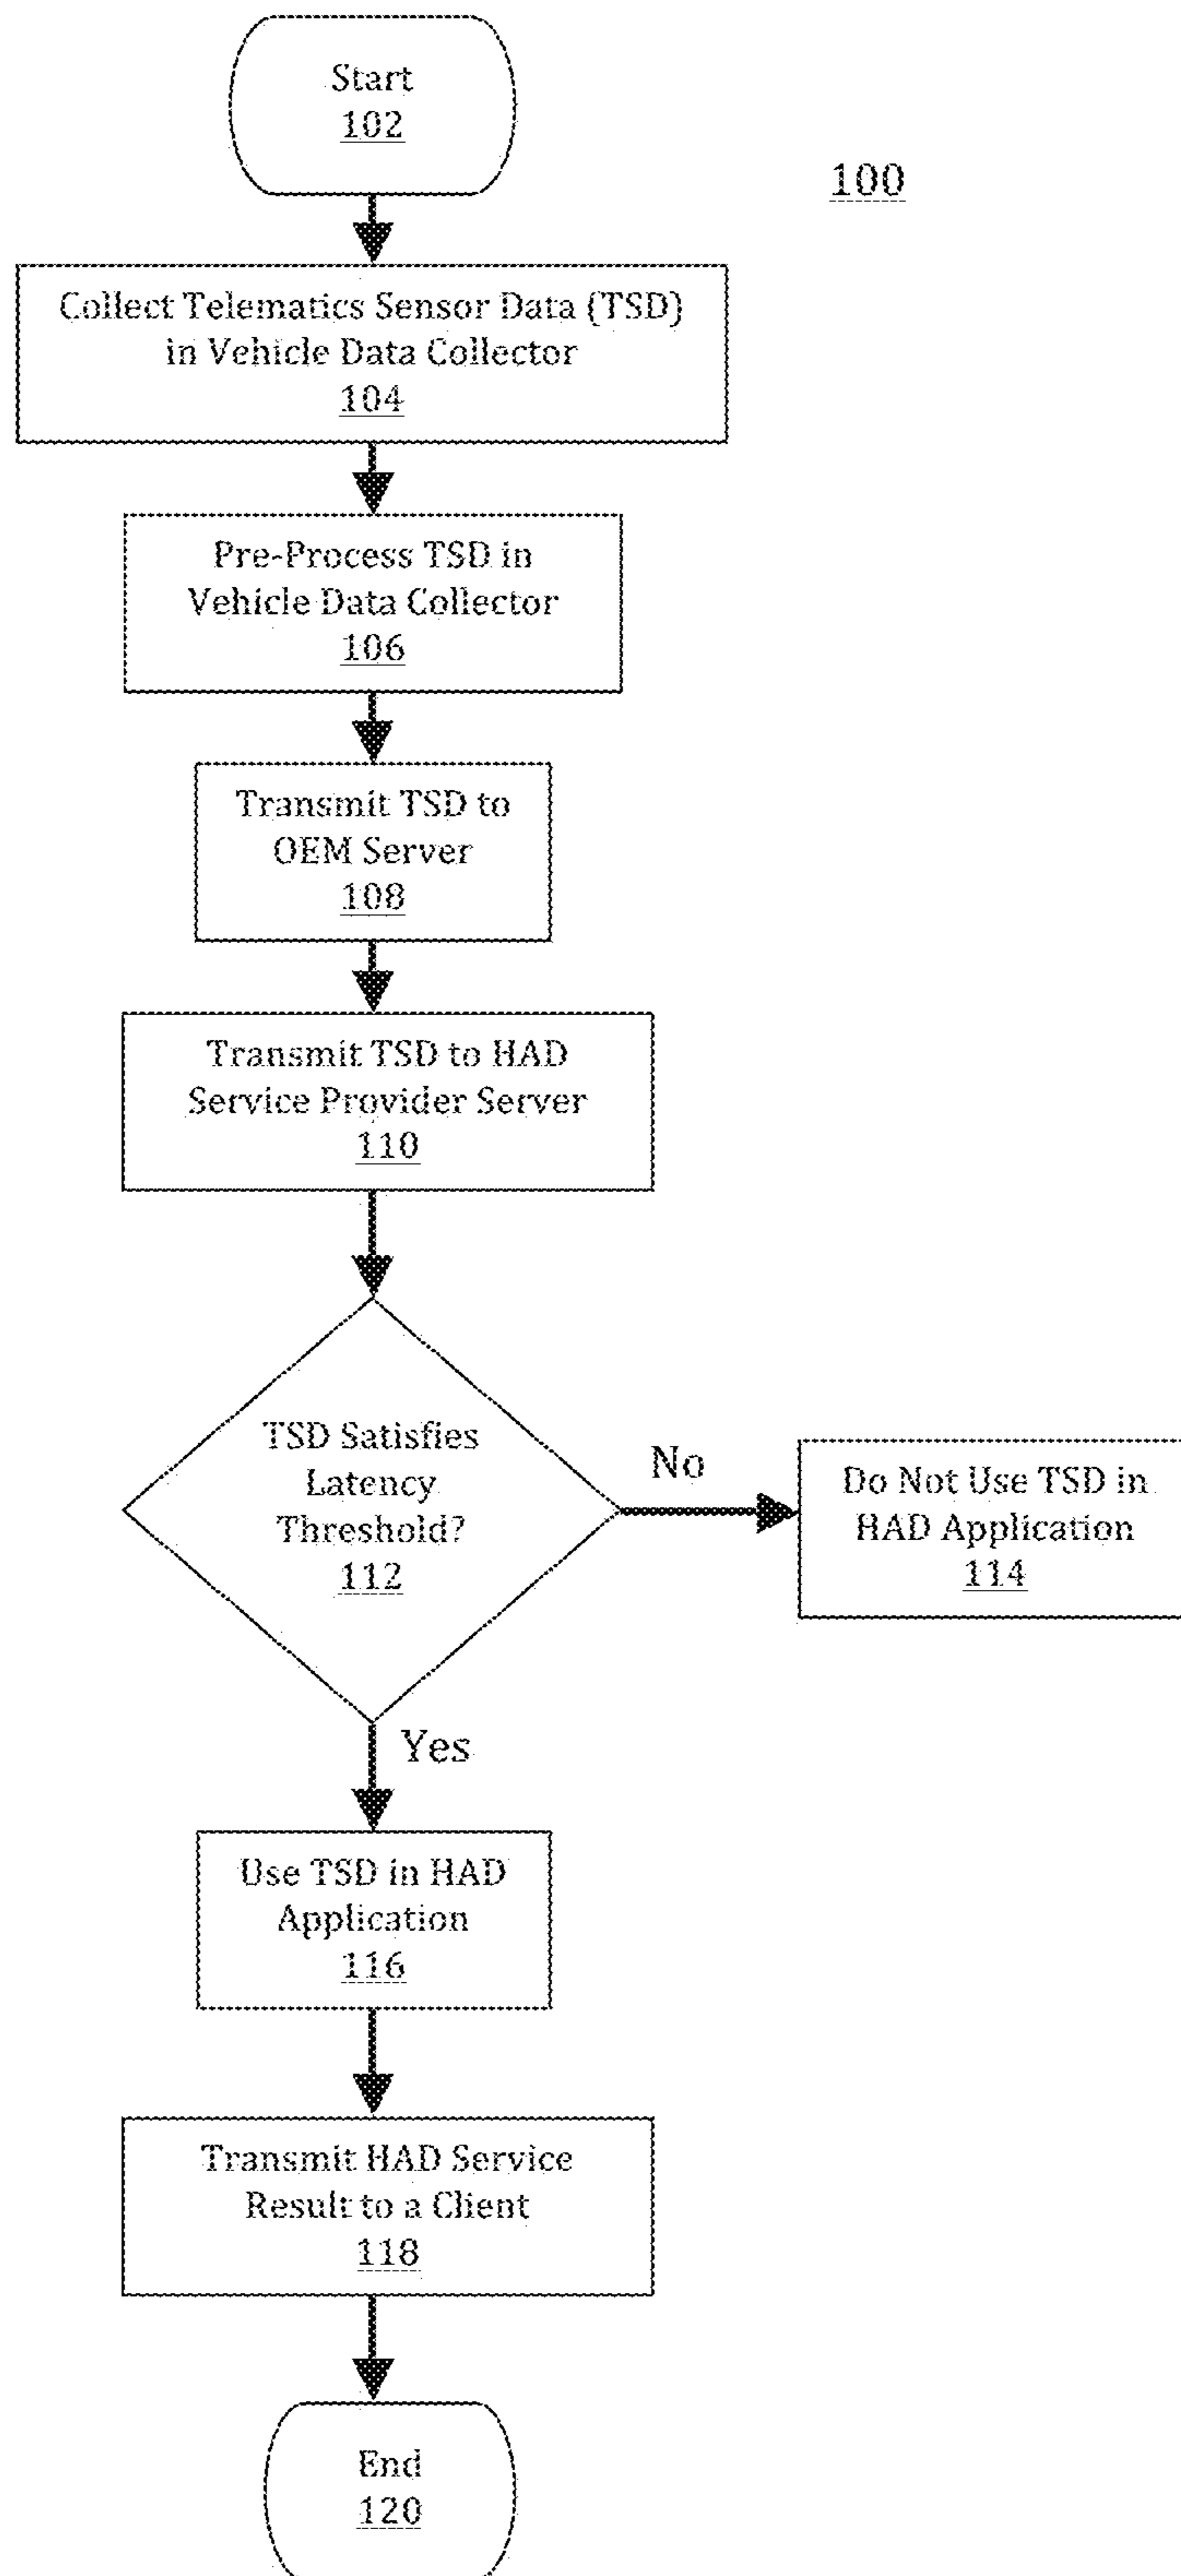 Start
102
100
Collect Telematics Sensor Data (TSD)
in Vehicle Data Collector
104
Pre-Process TSD in
Vehicle Data Collector
106
Transmit TSD to
OEM Server
108
Transmit TSD to HAD
Service Provider Server
110
TSD Satisfies
Latency
Threshold?
112
No
Do Not Use TSD in
HAD Application
114
Yes
Use TSD in HAD
Application
116
Transmit HAD Service
Result to a Client
118
End
120